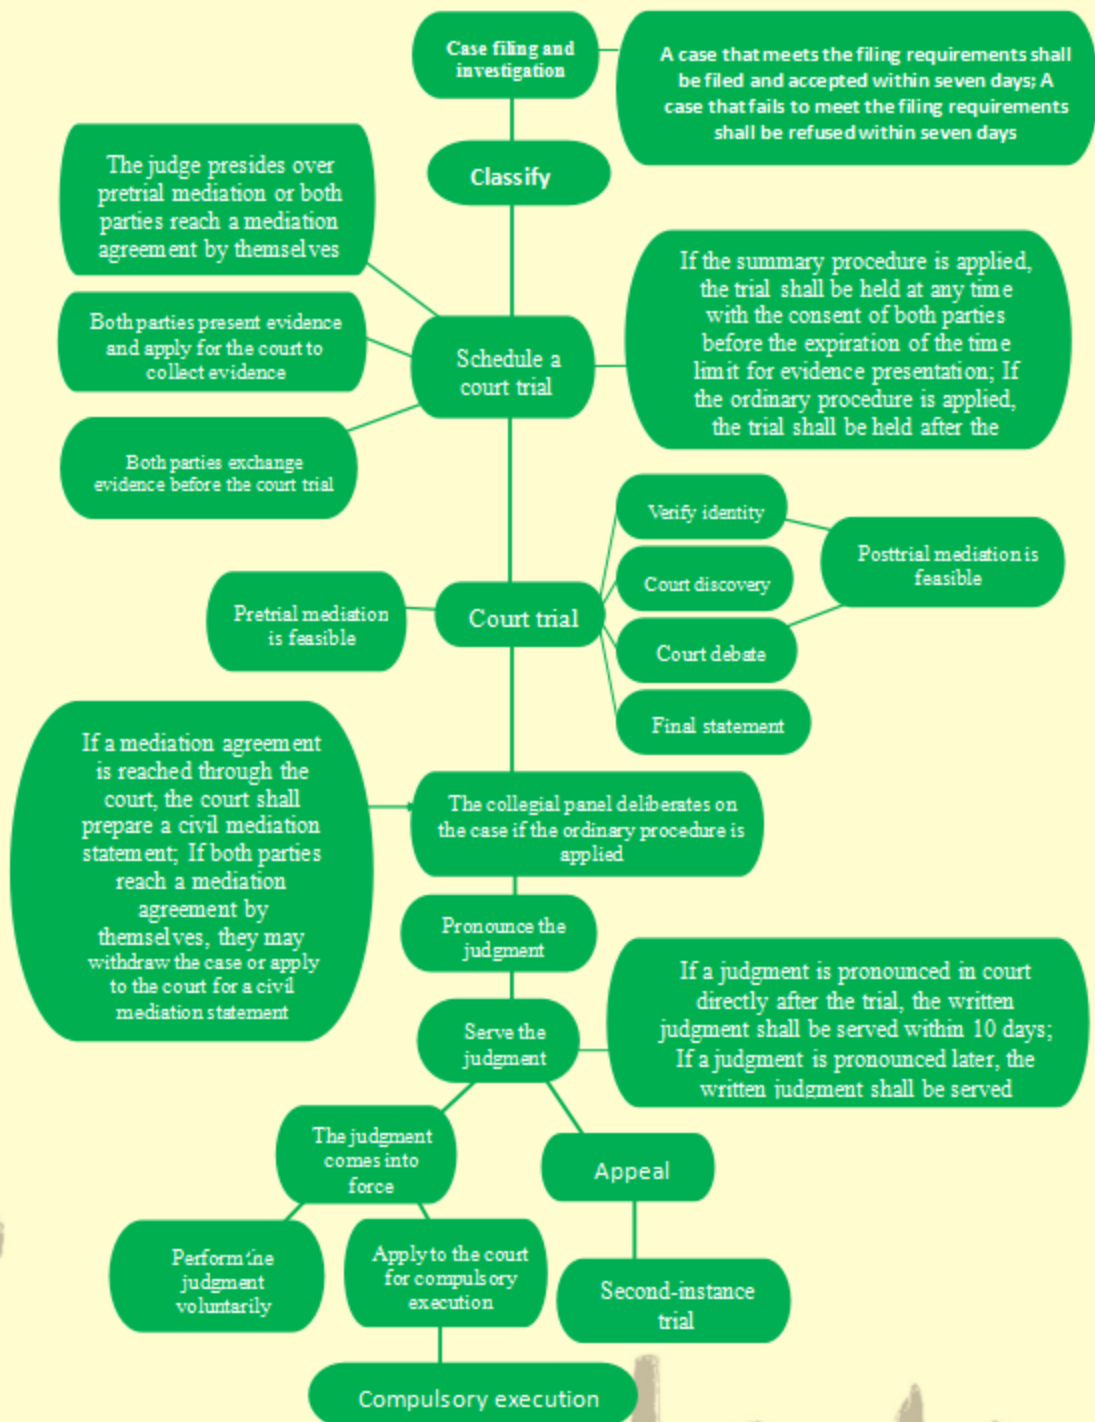 Case filing and
investigation
A case that meets the filing requirements shall
be filed and accepted within seven days; A
case that fails to meet the filing requirements
shall be refused within seven days
Classify
The judge presides over
pretrial mediation or both
parties reach a mediation
agreement by themselves
Both parties present evidence
and apply for the court to
collect evidence
Both parties exchange
evidence before the court trial
Schedule a
court trial
If the summary procedure is applied,
the trial shall be held at any time
with the consent of both parties
before the expiration of the time
limit for evidence presentation; If
the ordinary procedure is applied,
the trial shall be held after the
Pretrial mediation
is feasible
Court trial
Verify identity
Court discovery
Court debate
Final statement
Posttrial mediation is
feasible
If a mediation agreement
is reached through the
court, the court shall
prepare a civil mediation
statement; If both parties
reach a mediation
agreement by
themselves, they may
withdraw the case or apply
to the court for a civil
mediation statement
The collegial panel deliberates on
the case if the ordinary procedure is
applied
Pronounce the
judgment
Serve the
judgment
If a judgment is pronounced in court
directly after the trial, the written
judgment shall be served within 10 days;
If a judgment is pronounced later, the
written judgment shall be served
The judgment
comes into
force
Appeal
Perform the
judgment
voluntarily
Apply to the court
for compulsory
execution
Second-instance
trial
Compulsory execution